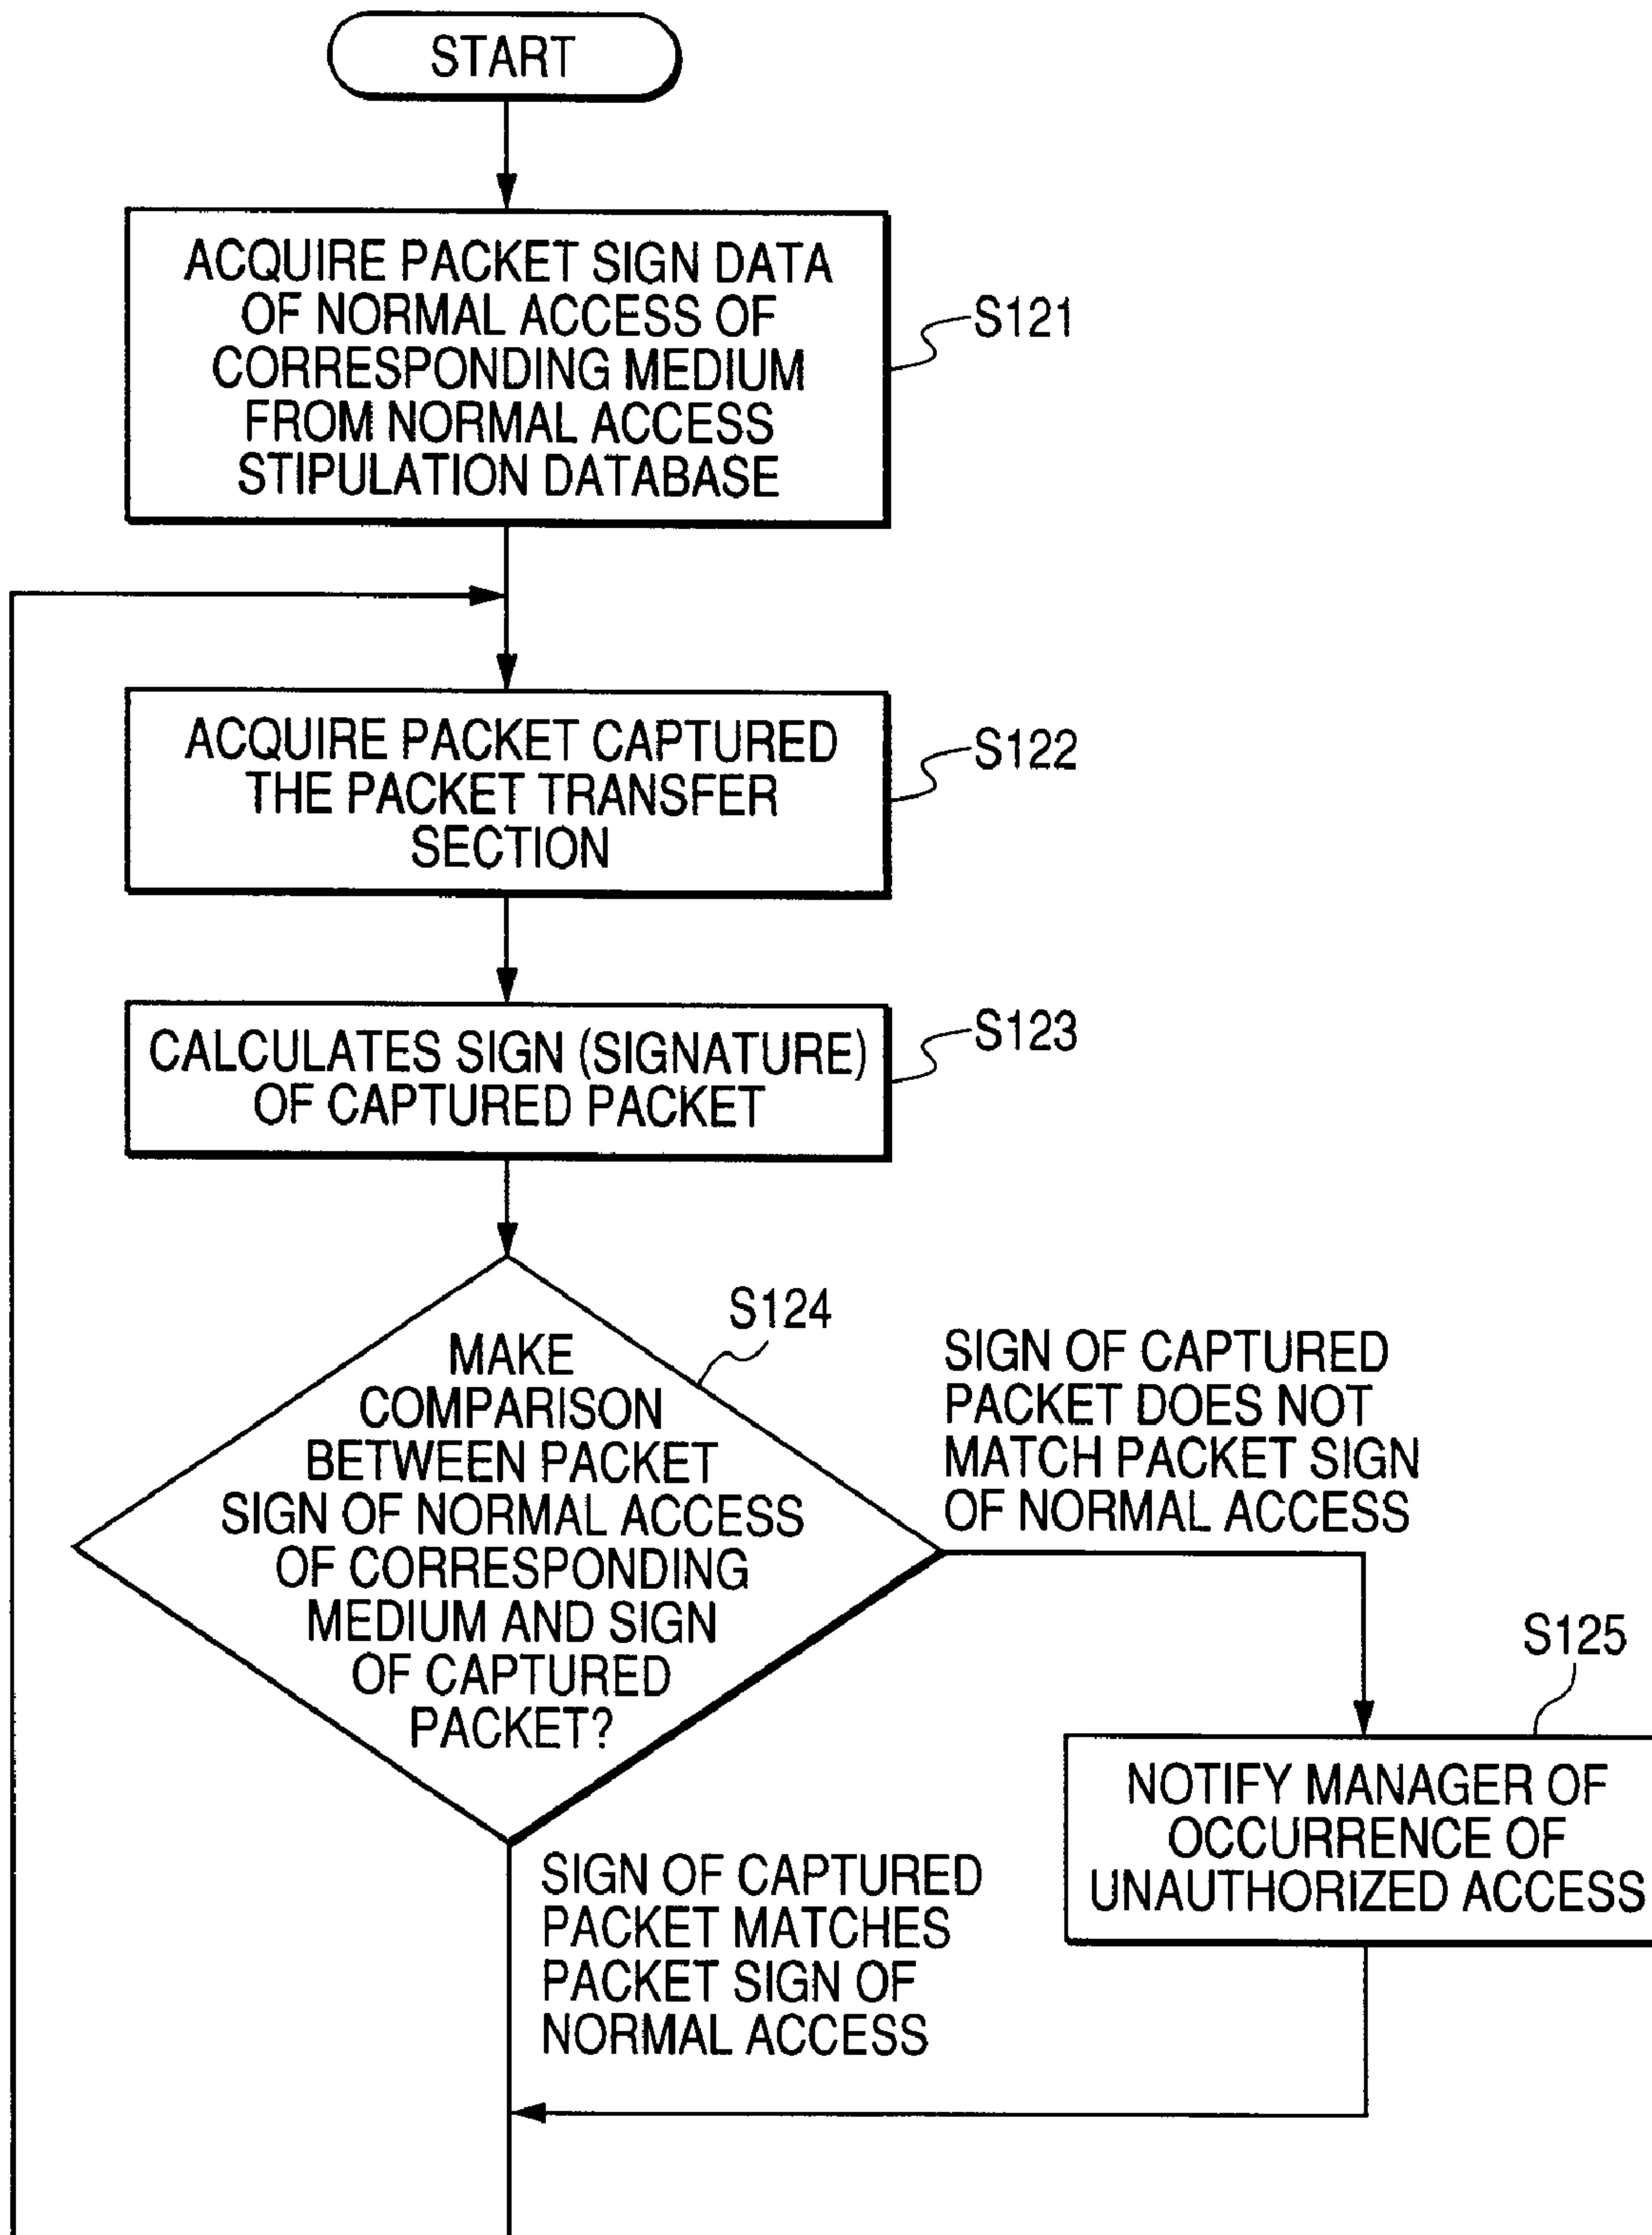 START
ACQUIRE PACKET SIGN DATA
OF NORMAL ACCESS OF
CORRESPONDING MEDIUM
FROM NORMAL ACCESS
STIPULATION DATABASE
S121
ACQUIRE PACKET CAPTURED
THE PACKET TRANSFER
SECTION
S122
CALCULATES SIGN (SIGNATURE)
OF CAPTURED PACKET
S123
MAKE
COMPARISON
BETWEEN PACKET
SIGN OF NORMAL ACCESS
OF CORRESPONDING
MEDIUM AND SIGN
OF CAPTURED
PACKET?
S124
SIGN OF CAPTURED
PACKET DOES NOT
MATCH PACKET SIGN
OF NORMAL ACCESS
S125
NOTIFY MANAGER OF
OCCURRENCE OF
UNAUTHORIZED ACCESS
SIGN OF CAPTURED
PACKET MATCHES
PACKET SIGN OF
NORMAL ACCESS